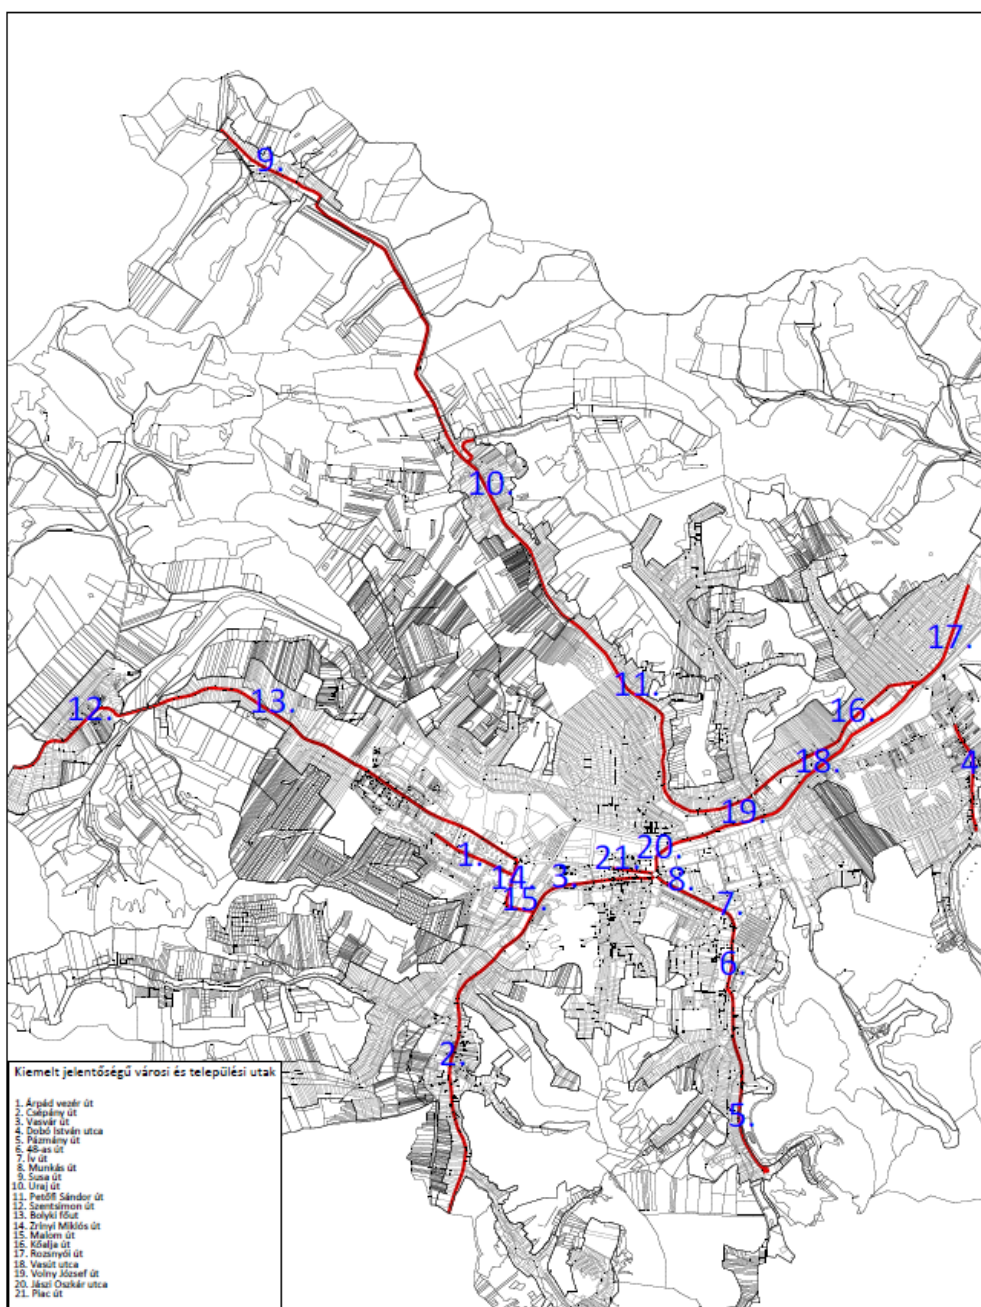 9.
10.
17.
11.
12.
13.
16.
18.
4
19.
1.
20.
21.
14.
3.
8.
15.
7.
6.
2.
5.
Kiemelt jelentőségű városi és települési utak
1. Árpád vezér út
2. Csépány út
3. Vasvár út
4. Dobó István utca
5. Pázmány út
6. 48-as út
7. Ív út
8. Munkás út
9. Susa út
10. Uraj út
11. Petőfi Sándor út
12. Szentsimon út
13. Bolyki főút
14. Zrínyi Miklós út
15. Malom út
16. Kőalja út
17. Rozsnyói út
18. Vasút utca
19. Volny József út
20. Jászi Oszkár utca
21. Piac út